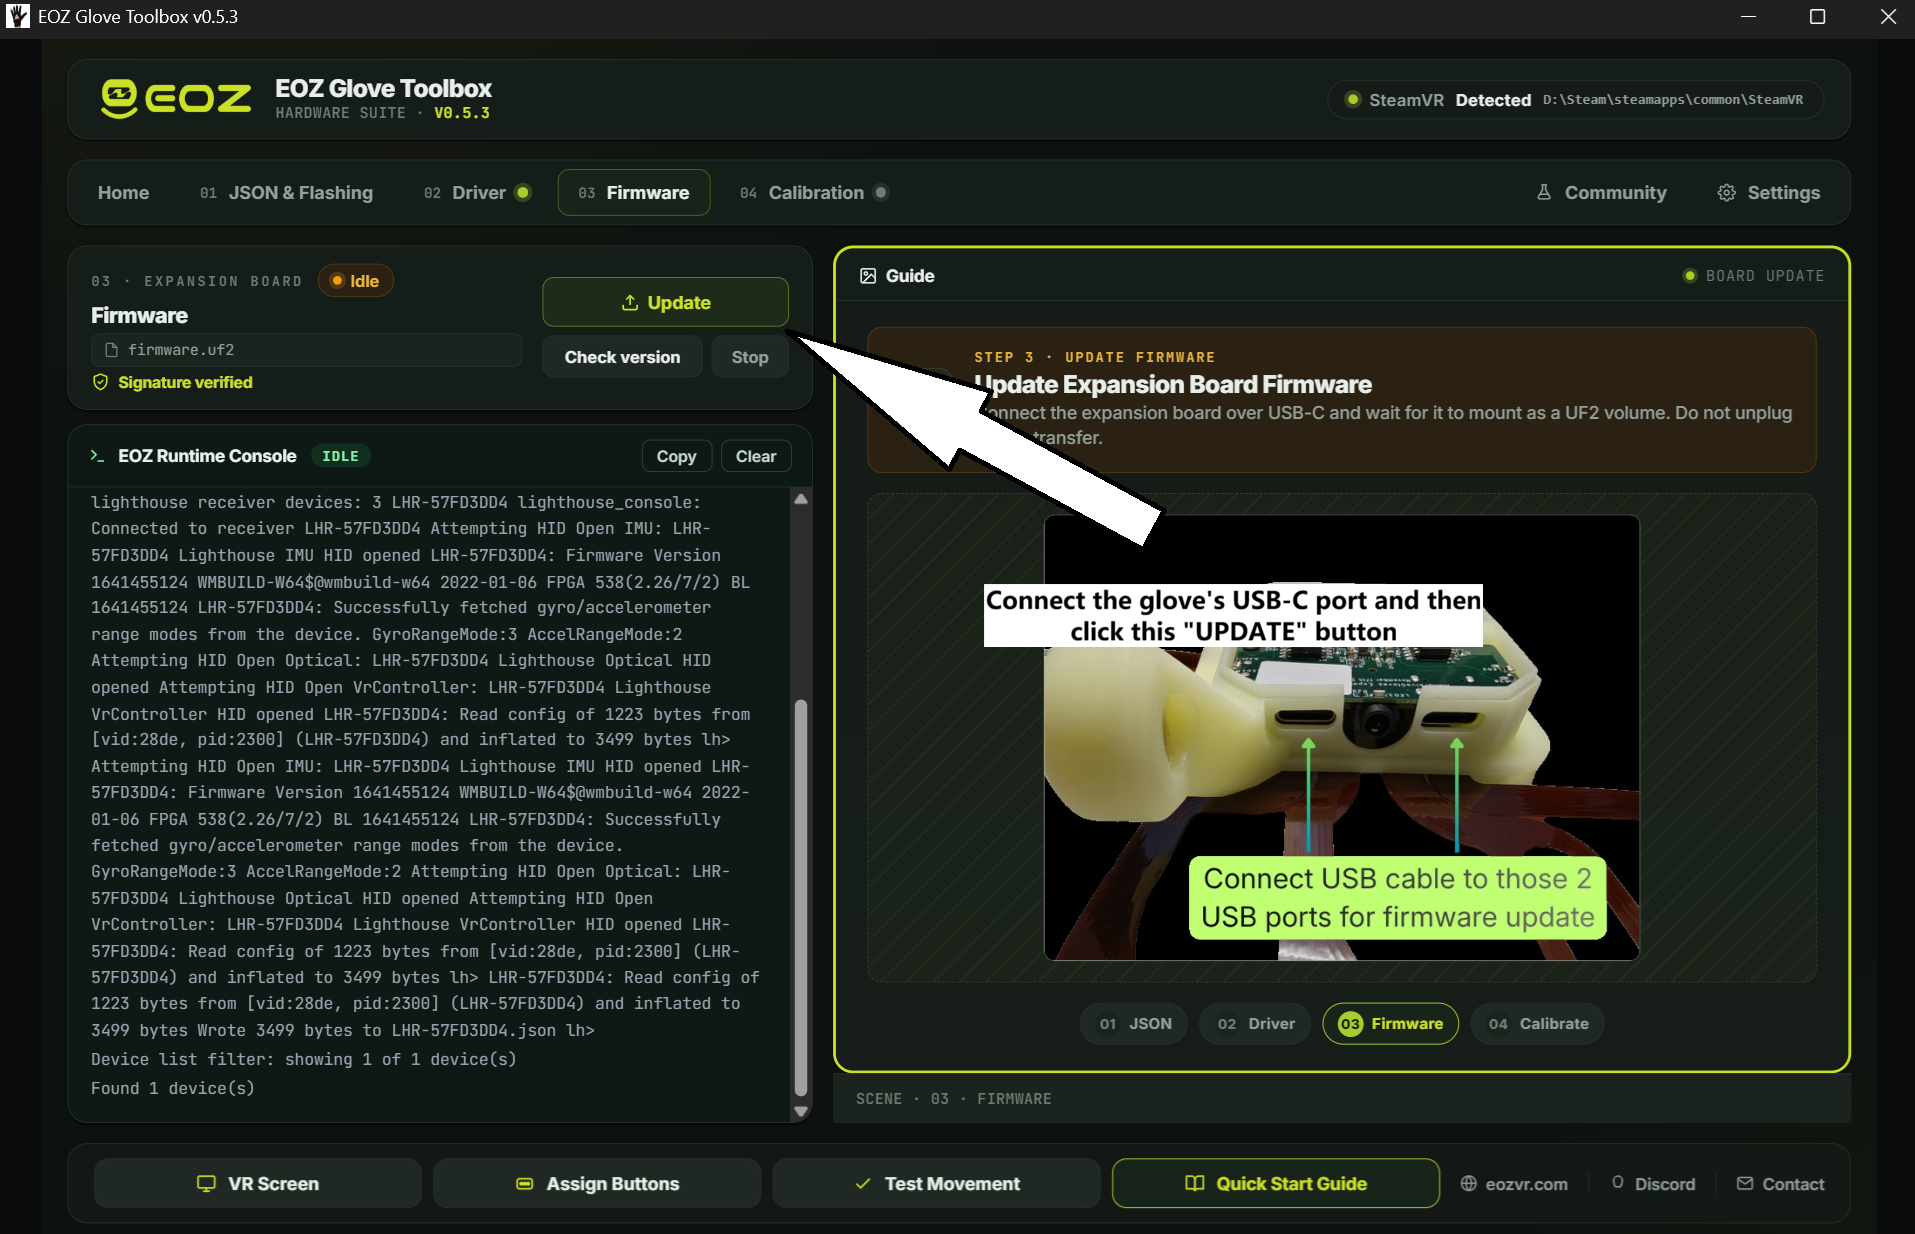 EOZ Glove Toolbox v0.5.3
EOZ
EOZ Glove Toolbox
HARDWARE SUITE · V0.5.3
SteamVR Detected D:\Steam\steamapps\common\SteamVR
Home
01 JSON & Flashing
02 Driver
03 Firmware
04 Calibration
Community
Settings
03 · EXPANSION BOARD
Idle
Firmware
firmware.uf2
Signature verified
Update
Check version
Stop
EOZ Runtime Console
IDLE
Copy
Clear
lighthouse receiver devices: 3 LHR-57FD3DD4 lighthouse_console:
Connected to receiver LHR-57FD3DD4 Attempting HID Open IMU: LHR-
57FD3DD4 Lighthouse IMU HID opened LHR-57FD3DD4: Firmware Version
1641455124 WMBUILD-W64$@wmbuild-w64 2022-01-06 FPGA 538(2.26/7/2) BL
1641455124 LHR-57FD3DD4: Successfully fetched gyro/accelerometer
range modes from the device. GyroRangeMode:3 AccelRangeMode:2
Attempting HID Open Optical: LHR-57FD3DD4 Lighthouse Optical HID
opened Attempting HID Open VrController: LHR-57FD3DD4 Lighthouse
VrController HID opened LHR-57FD3DD4: Read config of 1223 bytes from
[vid:28de, pid:2300] (LHR-57FD3DD4) and inflated to 3499 bytes lh>
Attempting HID Open IMU: LHR-57FD3DD4 Lighthouse IMU HID opened LHR-
57FD3DD4: Firmware Version 1641455124 WMBUILD-W64$@wmbuild-w64 2022-
01-06 FPGA 538(2.26/7/2) BL 1641455124 LHR-57FD3DD4: Successfully
fetched gyro/accelerometer range modes from the device.
GyroRangeMode:3 AccelRangeMode:2 Attempting HID Open Optical: LHR-
57FD3DD4 Lighthouse Optical HID opened Attempting HID Open
VrController: LHR-57FD3DD4 Lighthouse VrController HID opened LHR-
57FD3DD4: Read config of 1223 bytes from [vid:28de, pid:2300] (LHR-
57FD3DD4) and inflated to 3499 bytes lh> LHR-57FD3DD4: Read config of
1223 bytes from [vid:28de, pid:2300] (LHR-57FD3DD4) and inflated to
3499 bytes Wrote 3499 bytes to LHR-57FD3DD4.json lh>
Device list filter: showing 1 of 1 device(s)
Found 1 device(s)
Guide
BOARD UPDATE
STEP 3 · UPDATE FIRMWARE
Update Expansion Board Firmware
onnect the expansion board over USB-C and wait for it to mount as a UF2 volume. Do not unplug
transfer.
Connect the glove's USB-C port and then
click this "UPDATE" button
Connect USB cable to those 2
USB ports for firmware update
01 JSON
02 Driver
03 Firmware
04 Calibrate
SCENE · 03 · FIRMWARE
VR Screen
Assign Buttons
Test Movement
Quick Start Guide
eozvr.com
Discord
Contact